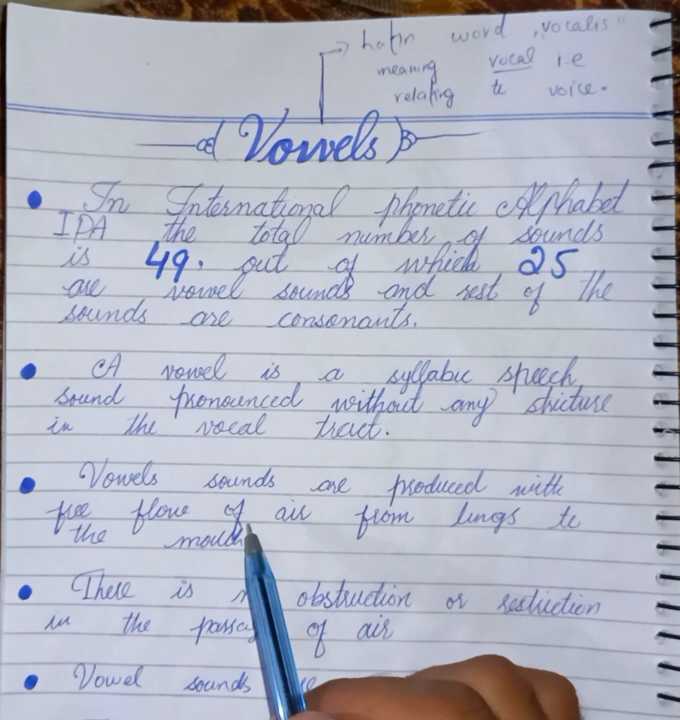 Latin word "vocalis"
meaning vocal i.e
relating to voice.
Vowels
In International phonetic Alphabet
IPA the total number of sounds
is 49, out of which 25
are vowel sounds and rest of the
sounds are consonants.
A vowel is a syllabic speech
sound pronounced without any stricture
in the vocal tract.
Vowels sounds are produced with
free flow of air from lungs to
the
There is obstruction or restriction
in the of air
Vowel sounds